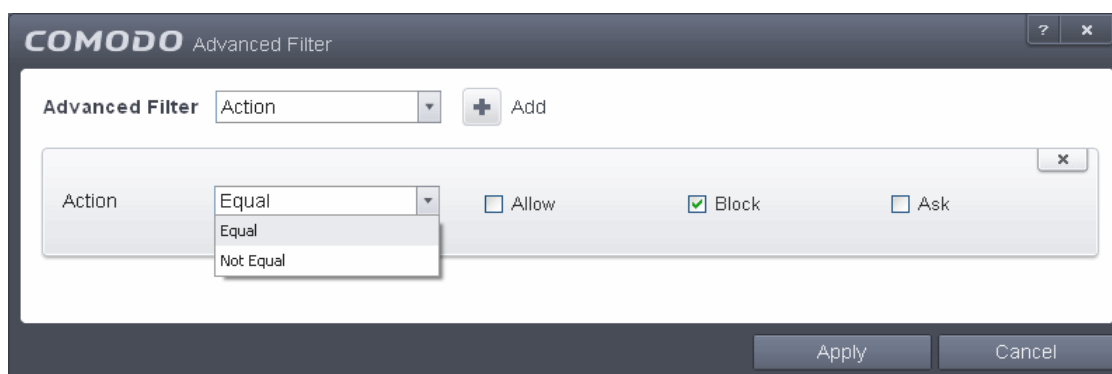 COMODO Advanced Filter
? x
Advanced Filter Action + Add
x
Action Equal Allow Block Ask
Equal
Not Equal
Apply Cancel